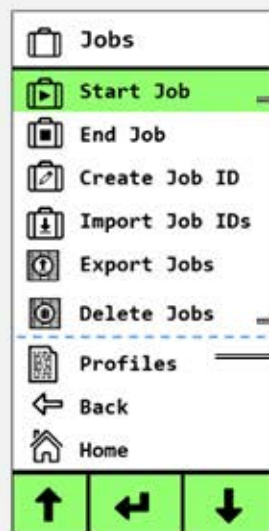 Jobs
Start Job
End Job
Create Job ID
Import Job IDs
Export Jobs
Delete Jobs
Profiles
Back
Home